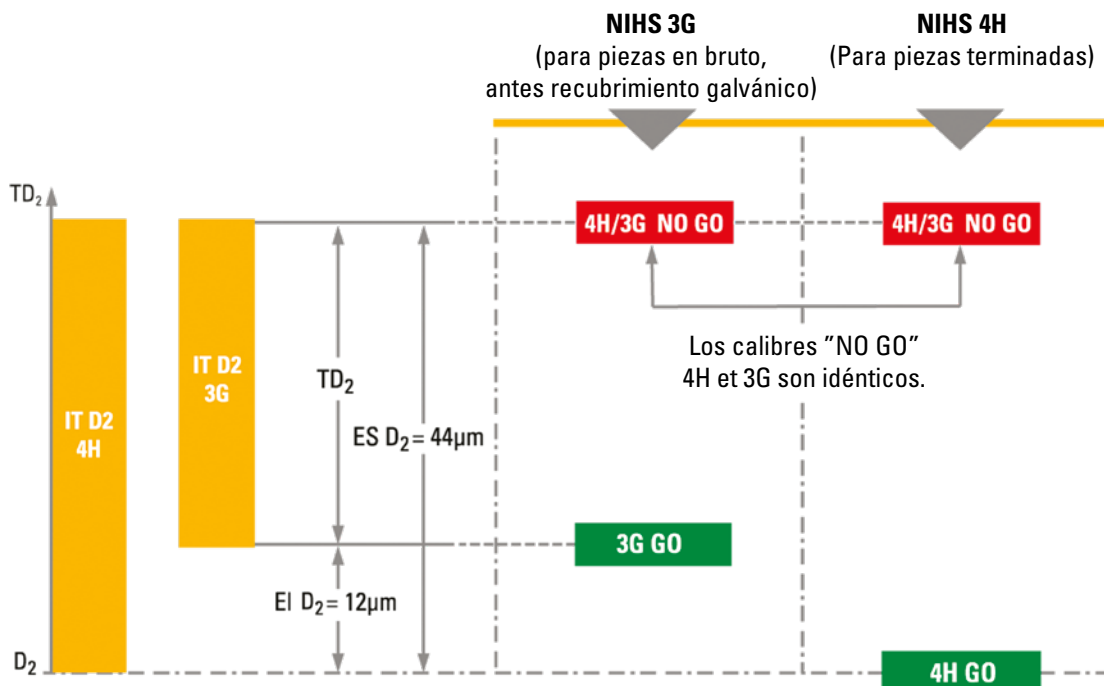 NIHS 3G
(para piezas en bruto,
antes recubrimiento galvánico)
NIHS 4H
(Para piezas terminadas)
TD₂
4H/3G NO GO
4H/3G NO GO
Los calibres ”NO GO”
4H et 3G son idénticos.
IT D2
4H
IT D2
3G
TD₂
ES D₂ = 44µm
3G GO
EI D₂ = 12µm
D₂
4H GO